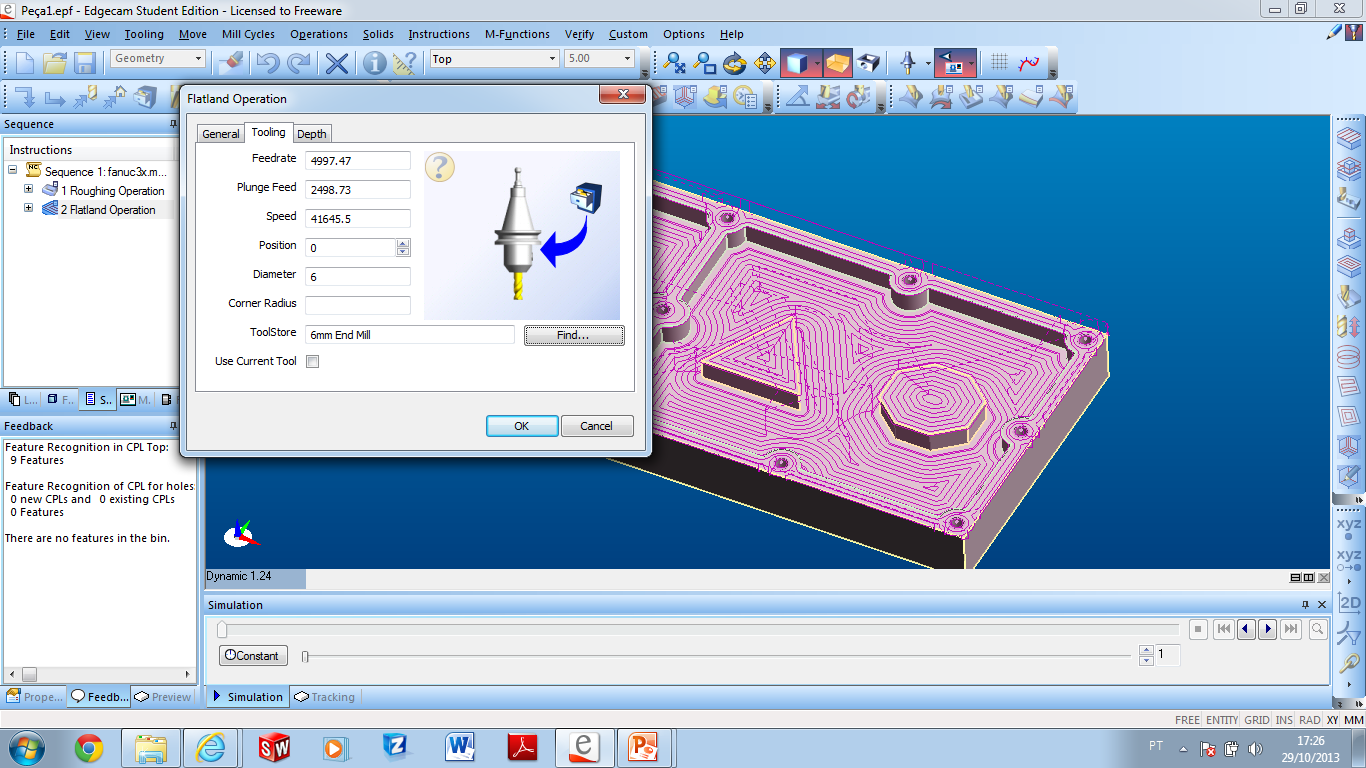 Peça1.epf - Edgecam Student Edition - Licensed to Freeware
File Edit View Tooling Move Mill Cycles Operations Solids Instructions M-Functions Verify Custom Options Help
Geometry Top 5.00
Flatland Operation
General Tooling Depth
Feedrate 4997.47
Plunge Feed 2498.73
Speed 41645.5
Position 0
Diameter 6
Corner Radius
ToolStore 6mm End Mill Find...
Use Current Tool
OK Cancel
Sequence
Instructions
Sequence 1: fanuc3x.m...
1 Roughing Operation
2 Flatland Operation
L... F.. S.. M.
Feedback
Feature Recognition in CPL Top:
9 Features
Feature Recognition of CPL for holes
0 new CPLs and 0 existing CPLs
0 Features
There are no features in the bin.
Prope... Feedb... Preview
Dynamic 1.24
Simulation
Constant 1
Simulation Tracking
xyz
xyz
2D
FREE ENTITY GRID INS RAD XY MM
PT 17:26
29/10/2013